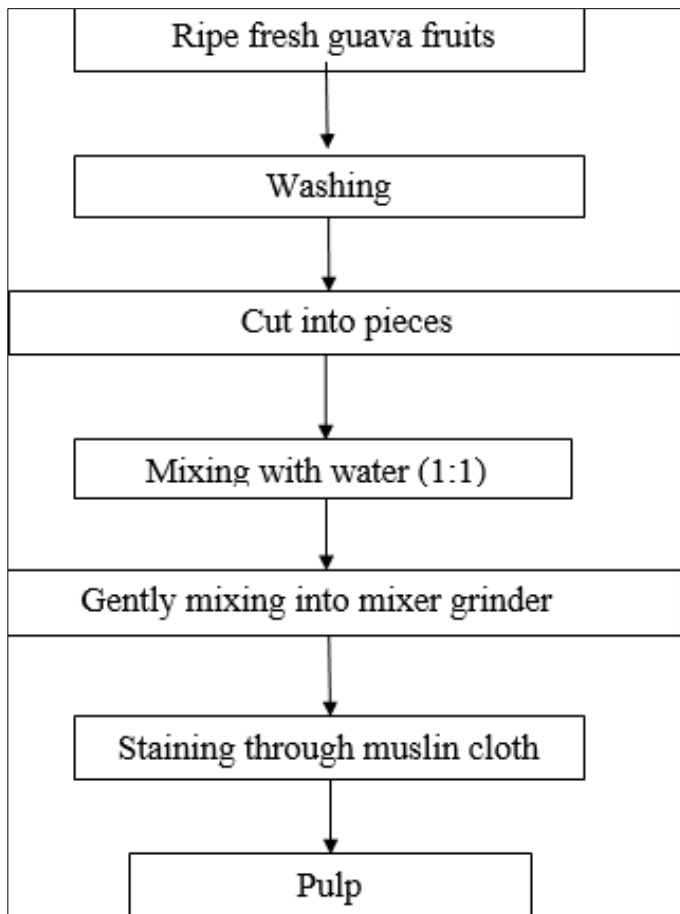 Ripe fresh guava fruits
Washing
Cut into pieces
Mixing with water (1:1)
Gently mixing into mixer grinder
Staining through muslin cloth
Pulp